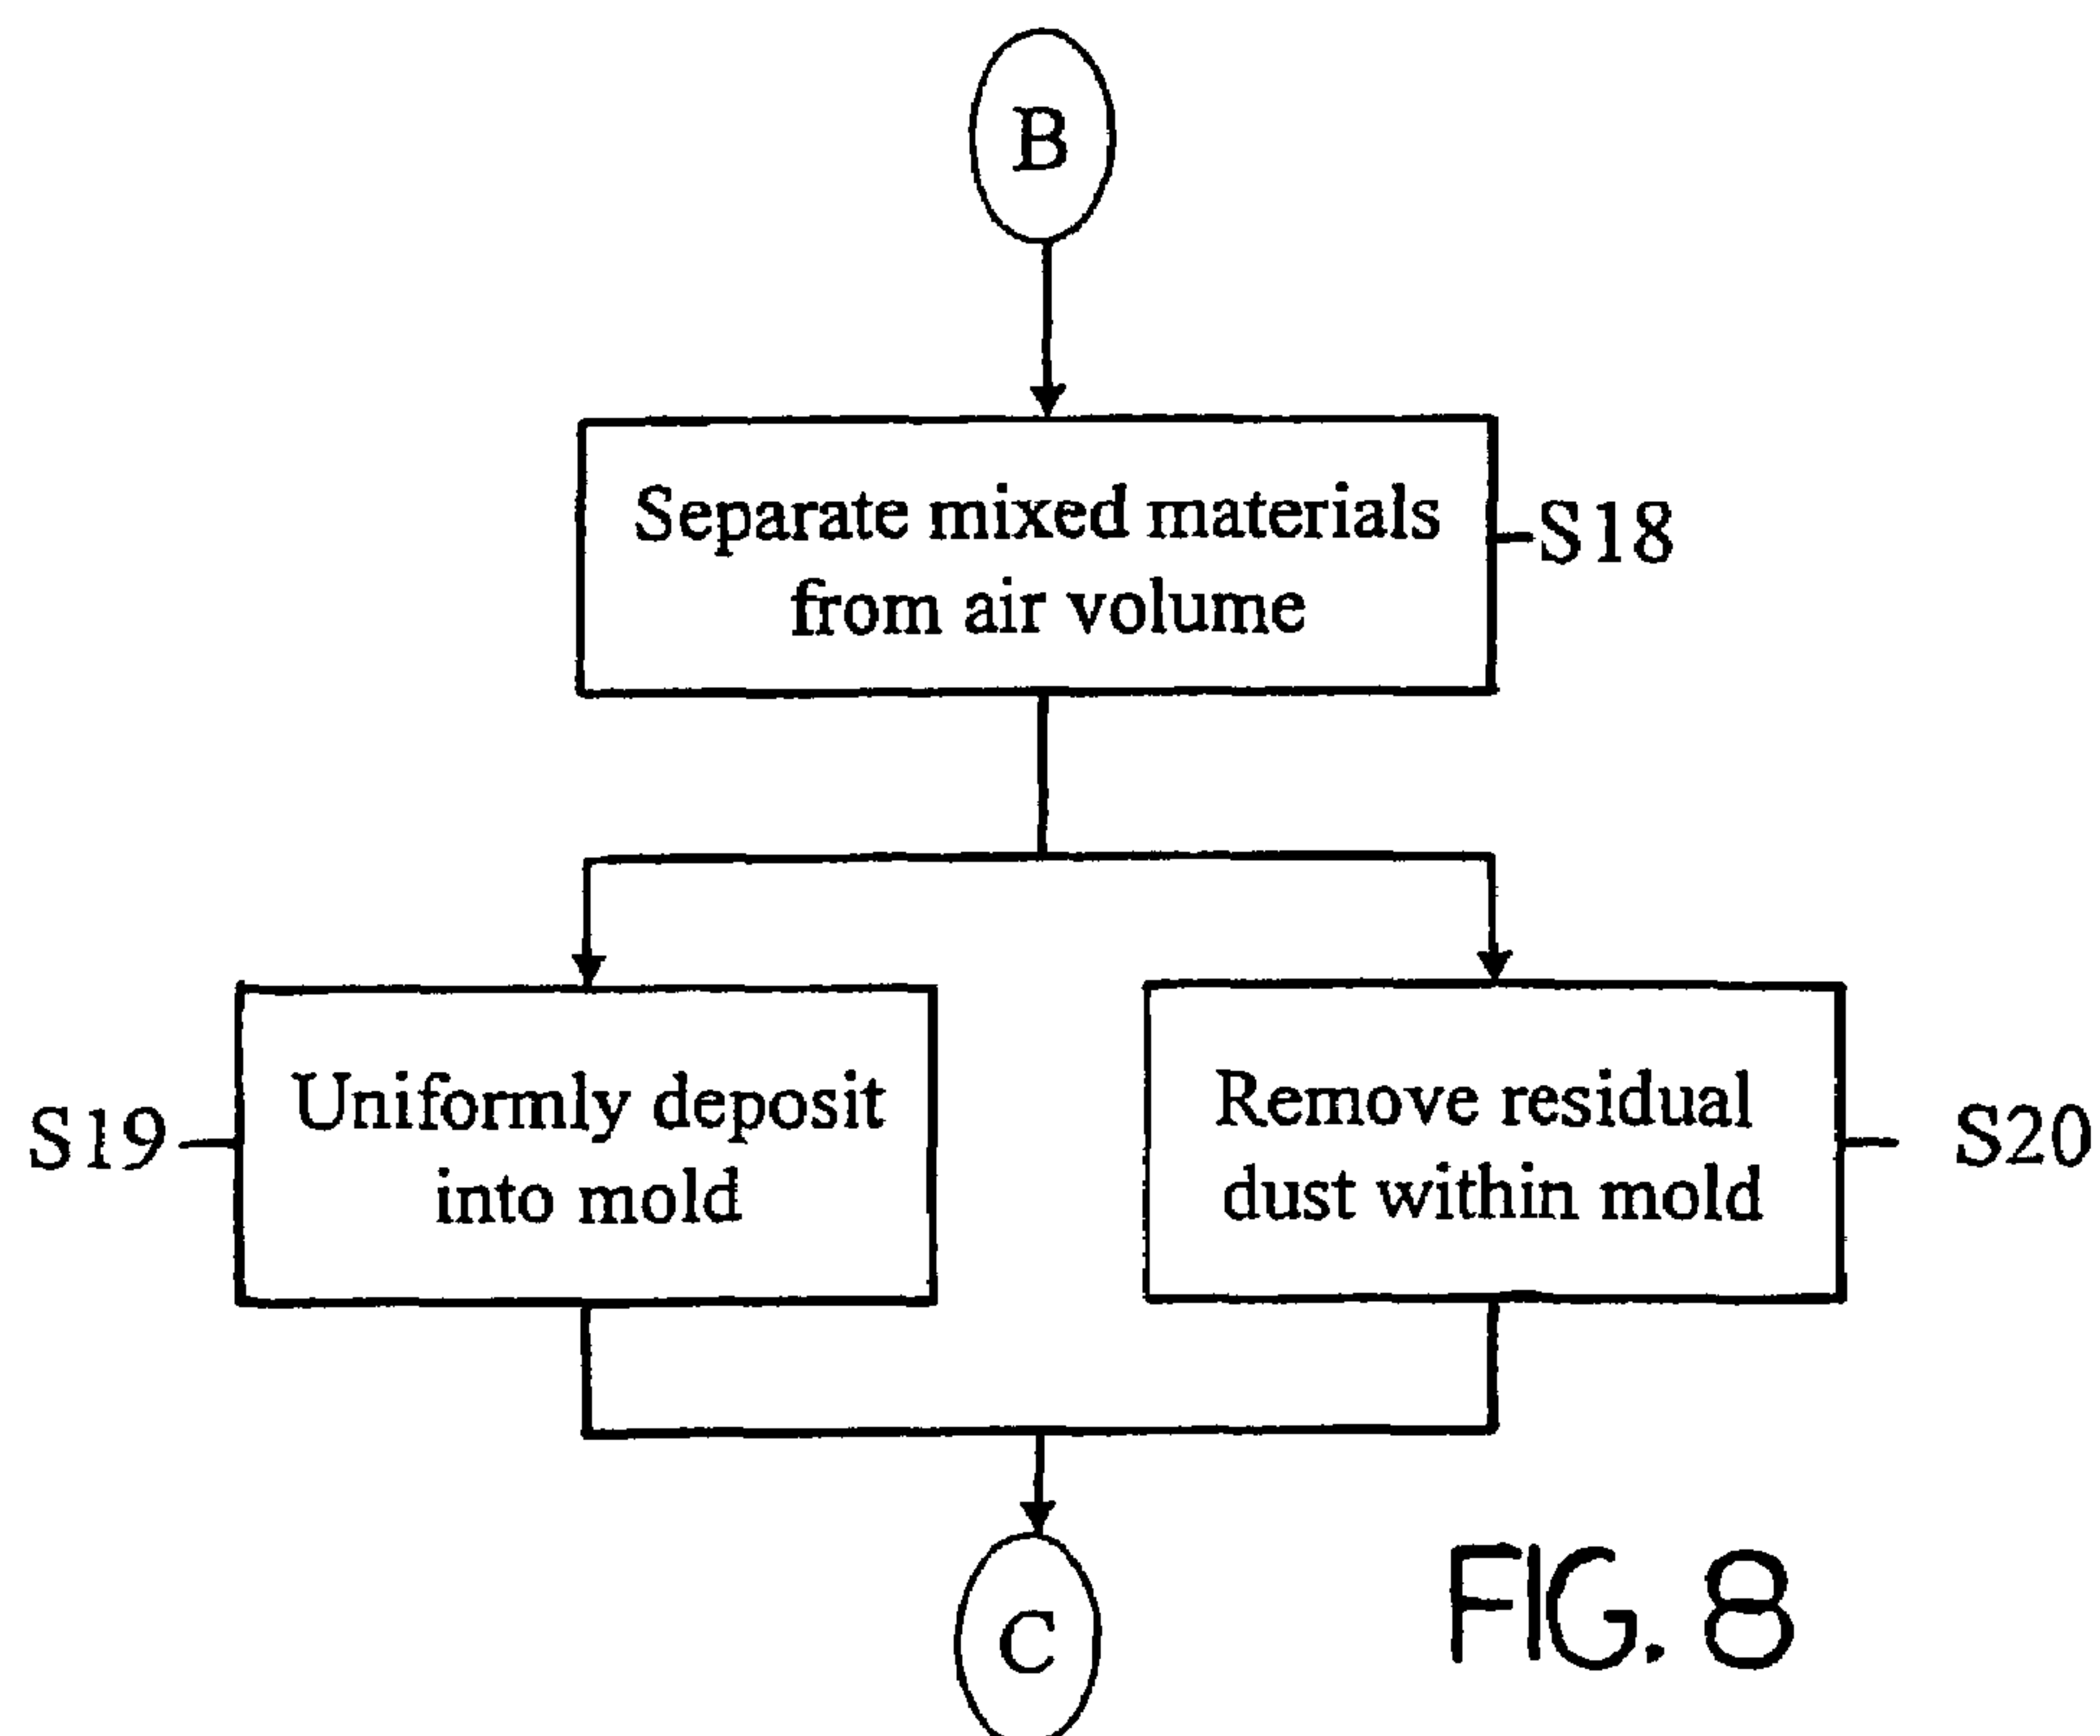 B
Separate mixed materials
from air volume
S18
S19
Uniformly deposit
into mold
Remove residual
dust within mold
S20
C
FIG. 8